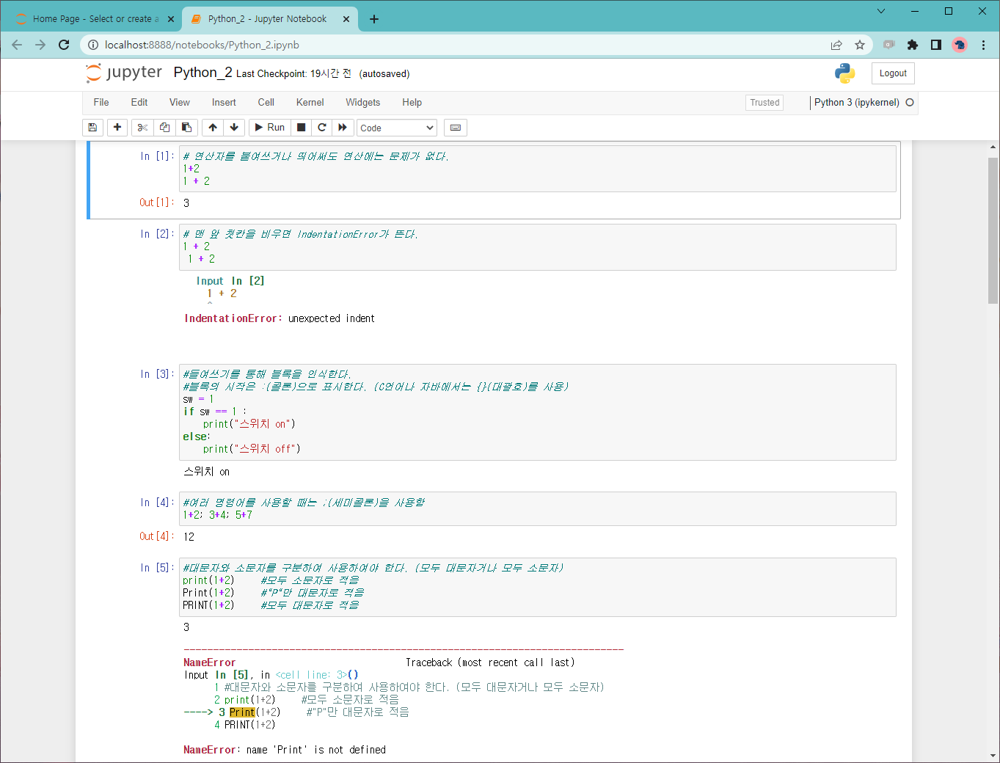 Home Page - Select or create a
Python_2 - Jupyter Notebook
localhost:8888/notebooks/Python_2.ipynb
jupyter Python_2 Last Checkpoint: 19시간 전 (autosaved)
Logout
File Edit View Insert Cell Kernel Widgets Help
Trusted
Python 3 (ipykernel)
Run
Code
In [1]: # 연산자를 붙여쓰거나 띄어써도 연산에는 문제가 없다.
1+2
1 + 2
Out[1]: 3
In [2]: # 맨 앞 첫칸을 비우면 IndentationError가 뜬다.
1 + 2
 1 + 2
Input In [2]
1 + 2
^
IndentationError: unexpected indent
In [3]: #들여쓰기를 통해 블록을 인식한다.
#블록의 시작은 :(콜론)으로 표시한다. (C언어나 자바에서는 {}(대괄호)를 사용)
sw = 1
if sw == 1 :
    print("스위치 on")
else:
    print("스위치 off")
스위치 on
In [4]: #여러 명령어를 사용할 때는 ;(세미콜론)을 사용함
1+2; 3+4; 5+7
Out[4]: 12
In [5]: #대문자와 소문자를 구분하여 사용하여야 한다. (모두 대문자거나 모두 소문자)
print(1+2)     #모두 소문자로 적음
Print(1+2)     #"P"만 대문자로 적음
PRINT(1+2)     #모두 대문자로 적음
3
---------------------------------------------------------------------------
NameError                                 Traceback (most recent call last)
Input In [5], in <cell line: 3>()
      1 #대문자와 소문자를 구분하여 사용하여야 한다. (모두 대문자거나 모두 소문자)
      2 print(1+2)     #모두 소문자로 적음
----> 3 Print(1+2)     #"P"만 대문자로 적음
      4 PRINT(1+2)
NameError: name 'Print' is not defined